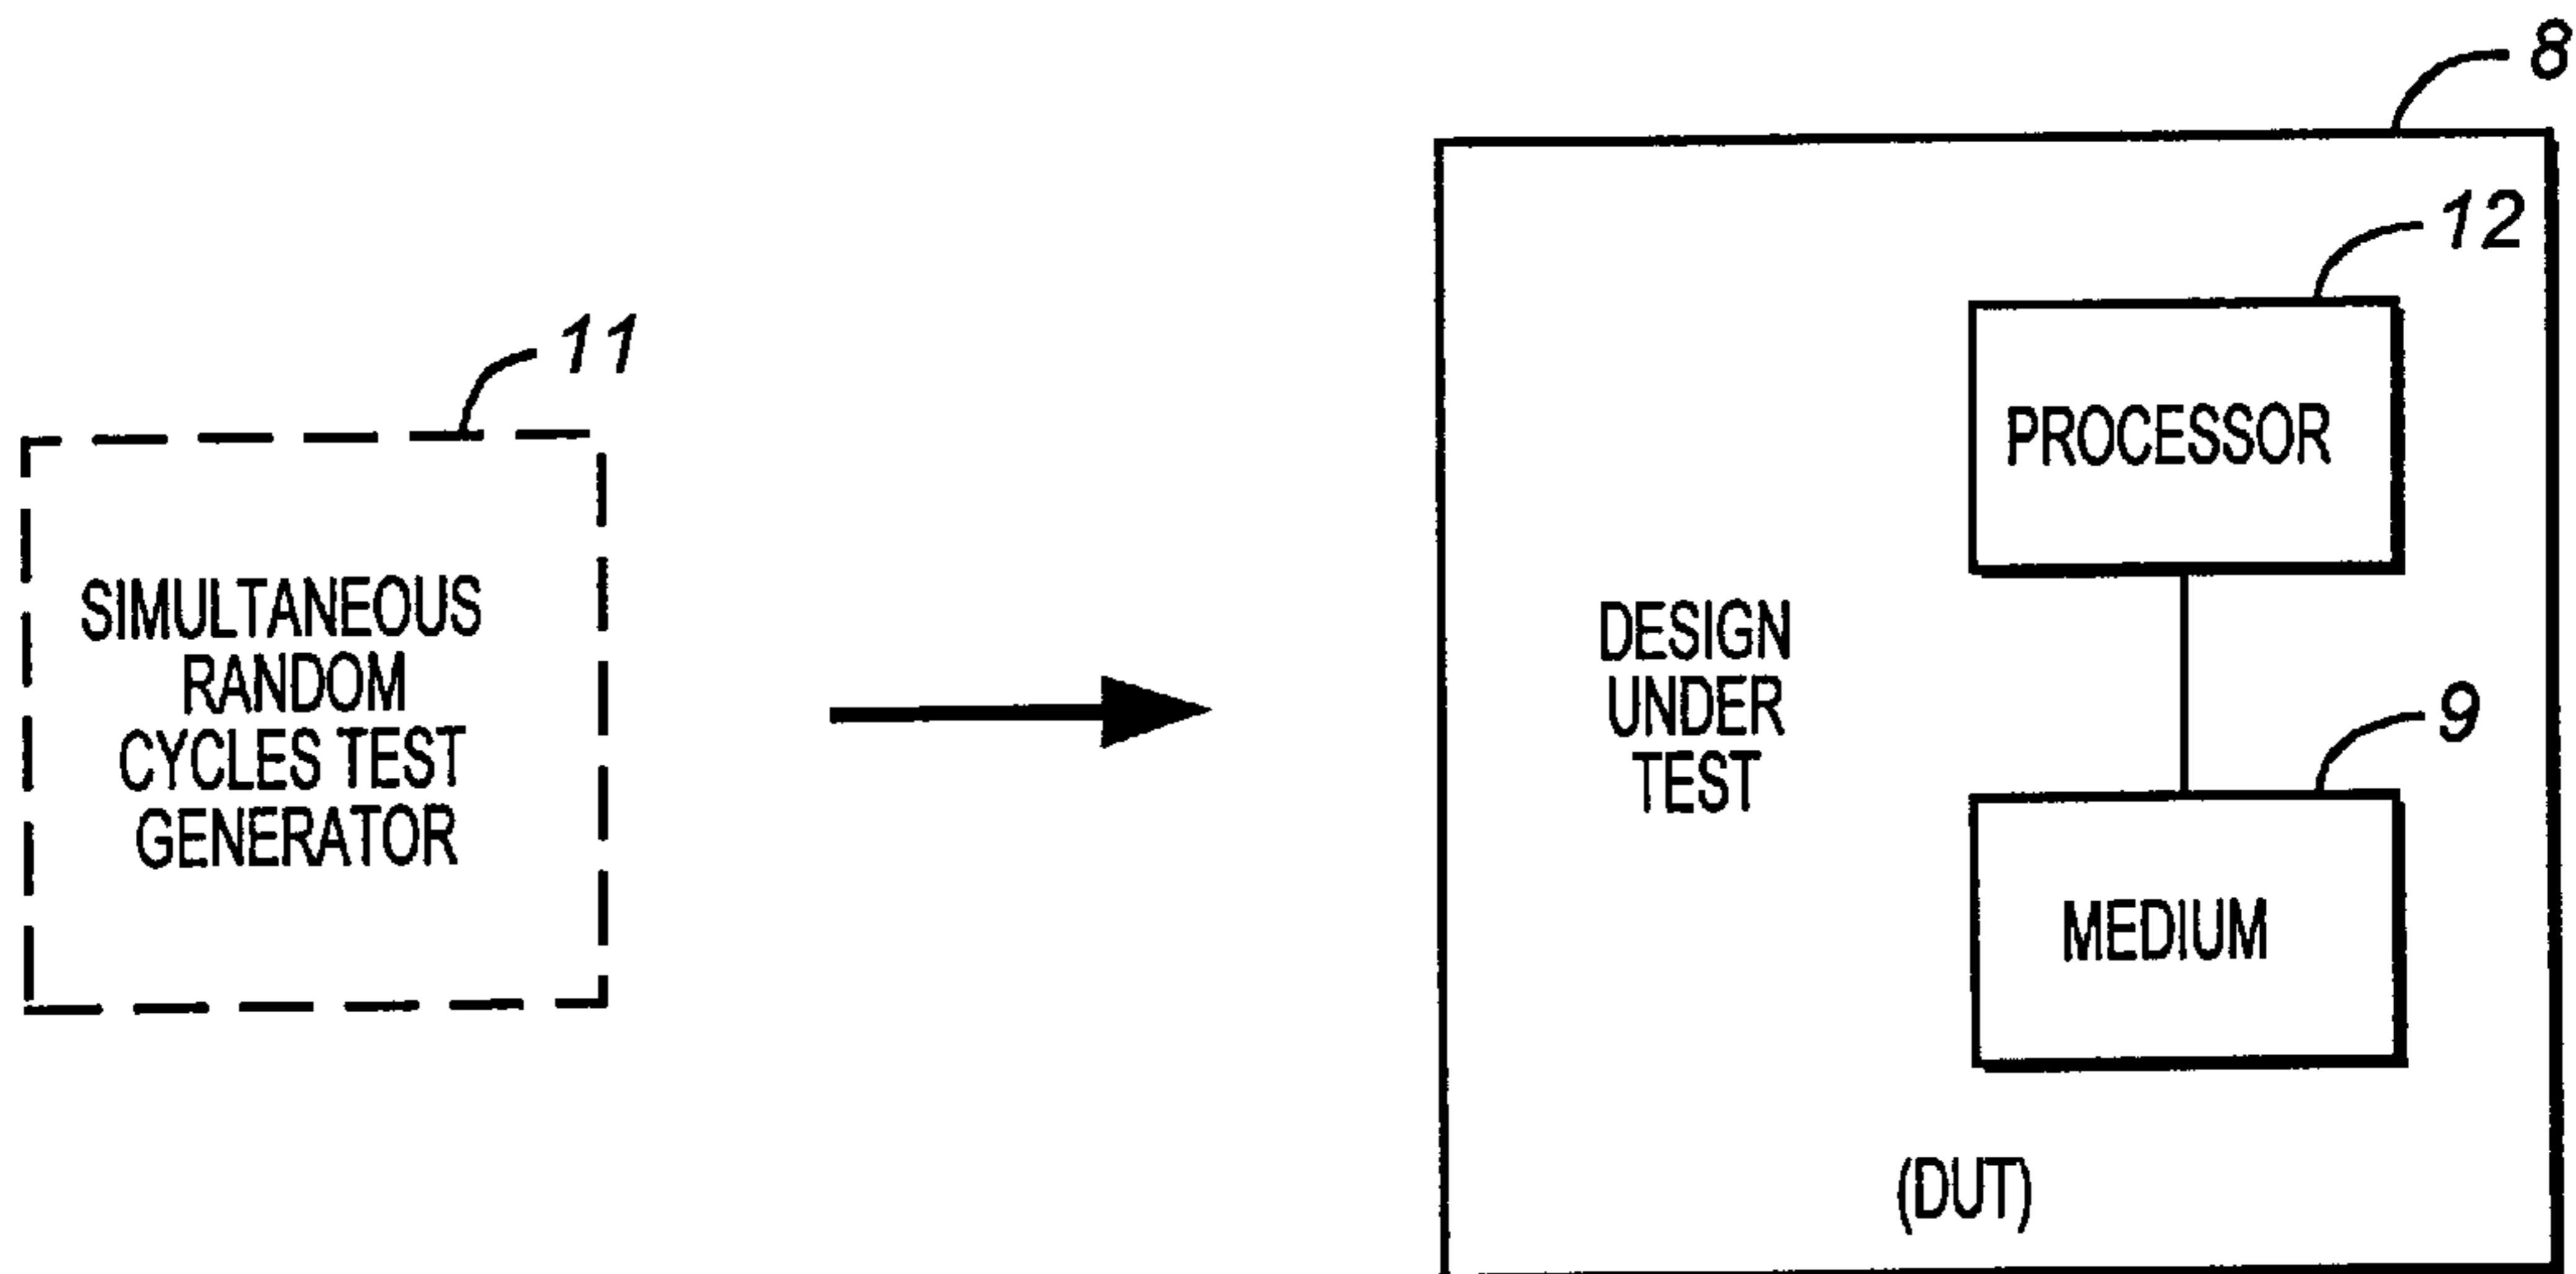 8
12
11
PROCESSOR
SIMULTANEOUS
RANDOM
CYCLES TEST
GENERATOR
DESIGN
UNDER
TEST
9
MEDIUM
(DUT)